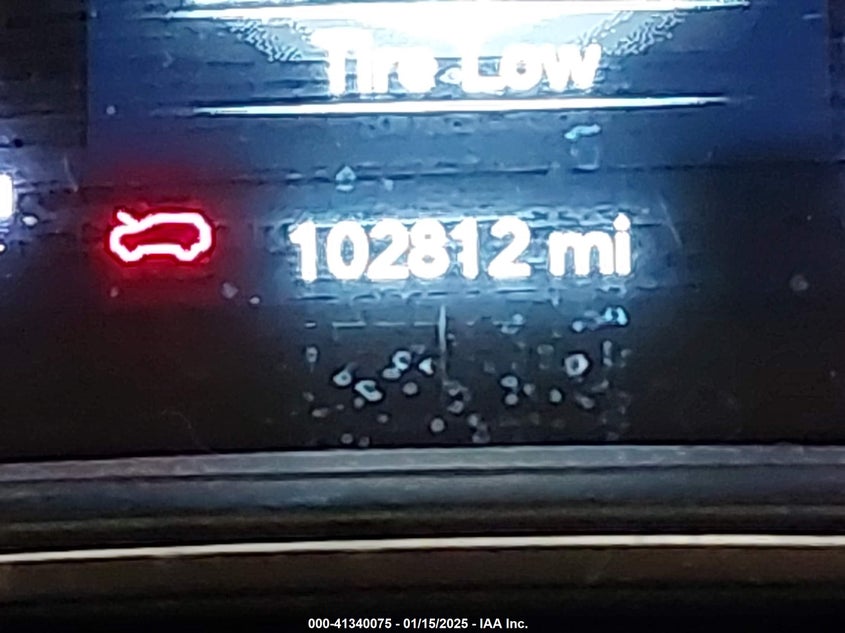 Tire Low
102812 mi
000-41340075 - 01/15/2025 - IAA Inc.